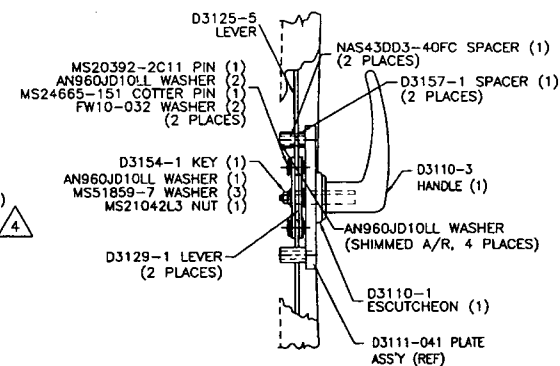 D3125-5
LEVER
NAS43DD3-40FC SPACER (1)
(2 PLACES)
MS20392-2C11 PIN (1)
AN960JD10LL WASHER (2)
MS24665-151 COTTER PIN (1)
FW10-032 WASHER (2)
(2 PLACES)
D3157-1 SPACER (1)
(2 PLACES)
D3154-1 KEY (1)
AN960JD10LL WASHER (1)
MS51859-7 WASHER (3)
MS21042L3 NUT (1)
D3110-3
HANDLE (1)
)
4
AN960JD10LL WASHER
(SHIMMED A/R, 4 PLACES)
D3129-1 LEVER
(2 PLACES)
D3110-1
ESCUTCHEON (1)
D3111-041 PLATE
ASS'Y (REF)